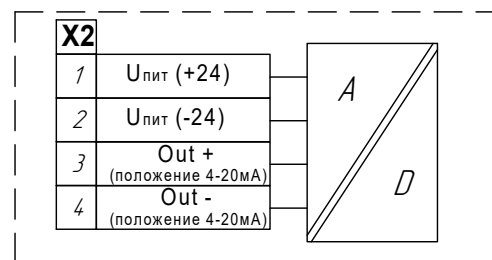 X2
1 Uпит (+24)
2 Uпит (-24)
3 Out +
(положение 4-20мА)
4 Out -
(положение 4-20мА)
A
D